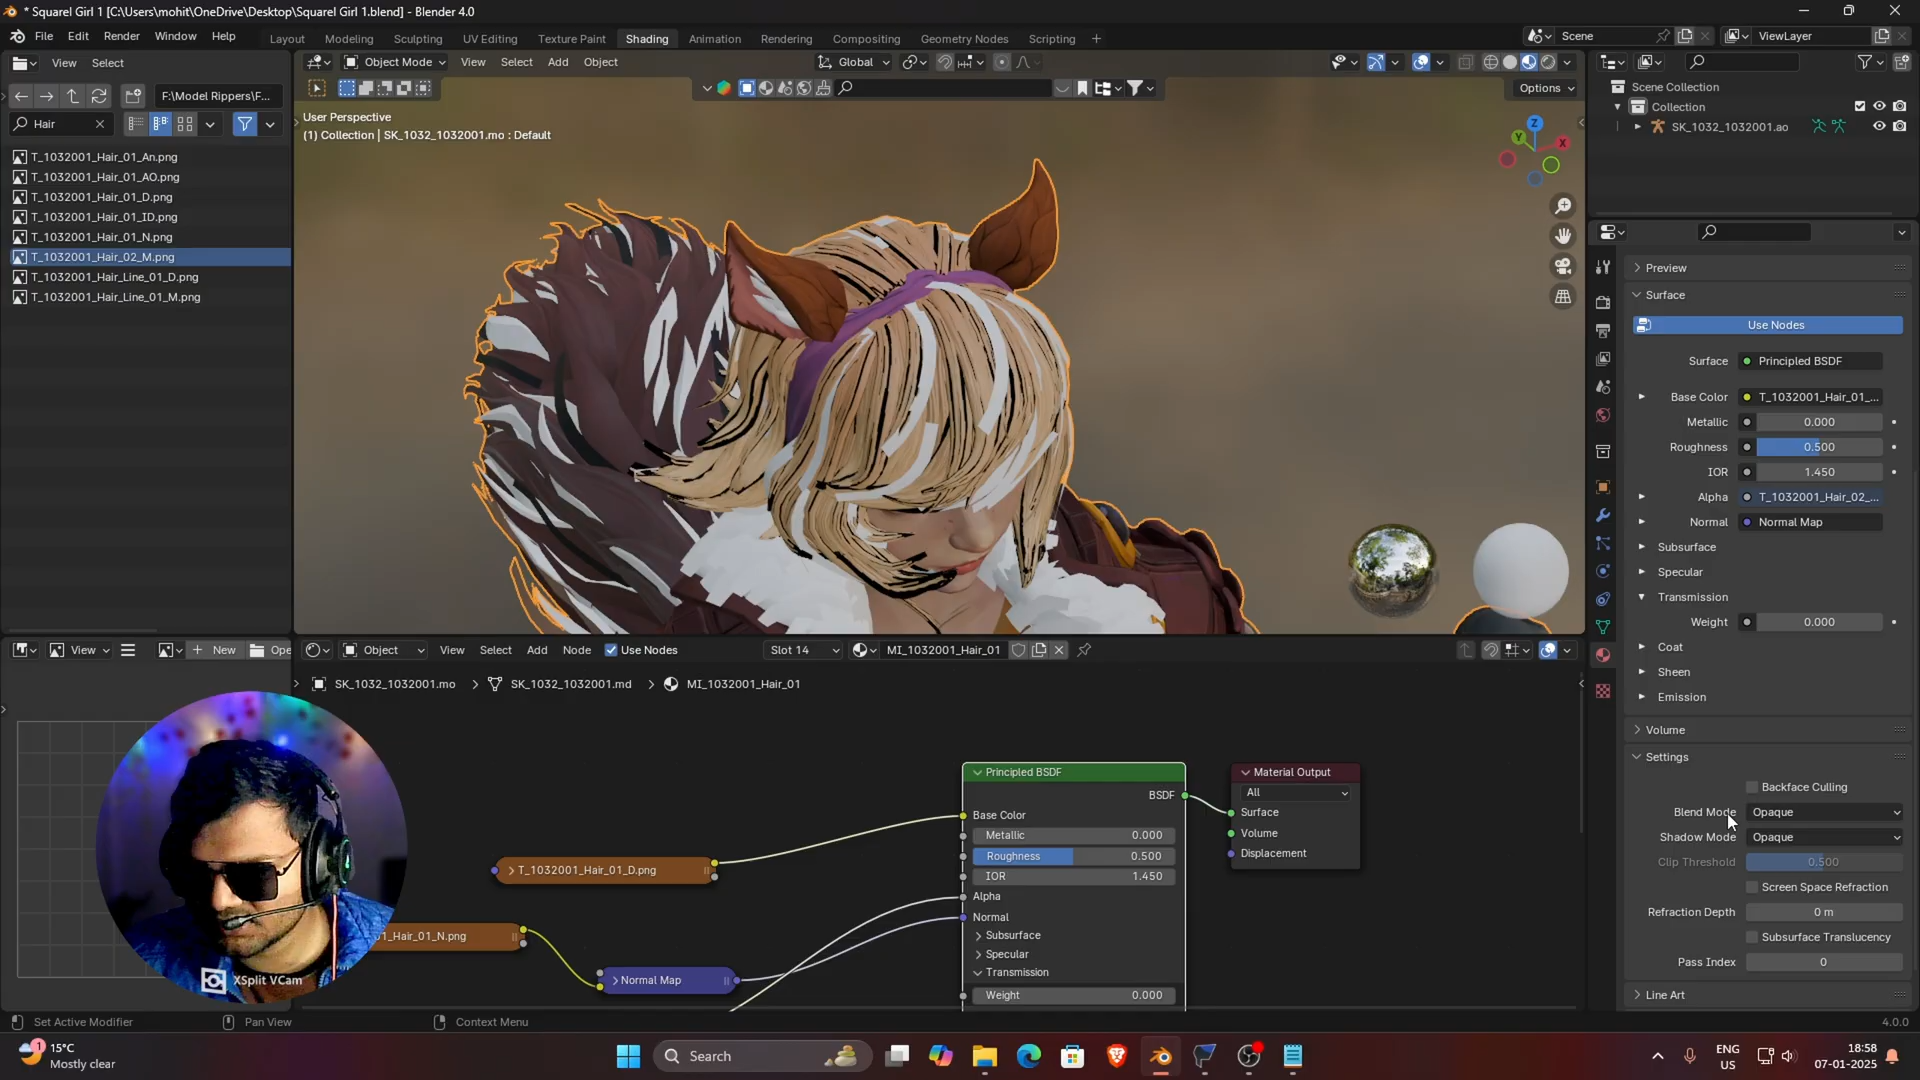 * Squarel Girl 1 [C:\Users\mohit\OneDrive\Desktop\Squarel Girl 1.blend] - Blender 4.0
File Edit Render Window Help
Layout Modeling Sculpting UV Editing Texture Paint Shading Animation Rendering Compositing Geometry Nodes Scripting +
Scene
ViewLayer
View Select
Object Mode View Select Add Object
Global
Options
F:\Model Rippers\F...
Hair
T_1032001_Hair_01_An.png
T_1032001_Hair_01_AO.png
T_1032001_Hair_01_D.png
T_1032001_Hair_01_ID.png
T_1032001_Hair_01_N.png
T_1032001_Hair_02_M.png
T_1032001_Hair_Line_01_D.png
T_1032001_Hair_Line_01_M.png
User Perspective
(1) Collection | SK_1032_1032001.mo : Default
Z
Y
X
Scene Collection
Collection
SK_1032_1032001.ao
Preview
Surface
Use Nodes
Surface Principled BSDF
Base Color T_1032001_Hair_01_...
Metallic 0.000
Roughness 0.500
IOR 1.450
Alpha T_1032001_Hair_02_...
Normal Normal Map
Subsurface
Specular
Transmission
Weight 0.000
Coat
Sheen
Emission
Volume
Settings
Backface Culling
Blend Mode Opaque
Shadow Mode Opaque
Clip Threshold 0.500
Screen Space Refraction
Refraction Depth 0 m
Subsurface Translucency
Pass Index 0
Line Art
View + New Ope
Object View Select Add Node Use Nodes Slot 14 MI_1032001_Hair_01
SK_1032_1032001.mo > SK_1032_1032001.md > MI_1032001_Hair_01
T_1032001_Hair_01_D.png
1_Hair_01_N.png
Normal Map
Principled BSDF
BSDF
Base Color
Metallic 0.000
Roughness 0.500
IOR 1.450
Alpha
Normal
Subsurface
Specular
Transmission
Weight 0.000
Material Output
All
Surface
Volume
Displacement
XSplit VCam
Set Active Modifier
Pan View
Context Menu
4.0.0
1
15°C
Mostly clear
Search
ENG
US
18:58
07-01-2025